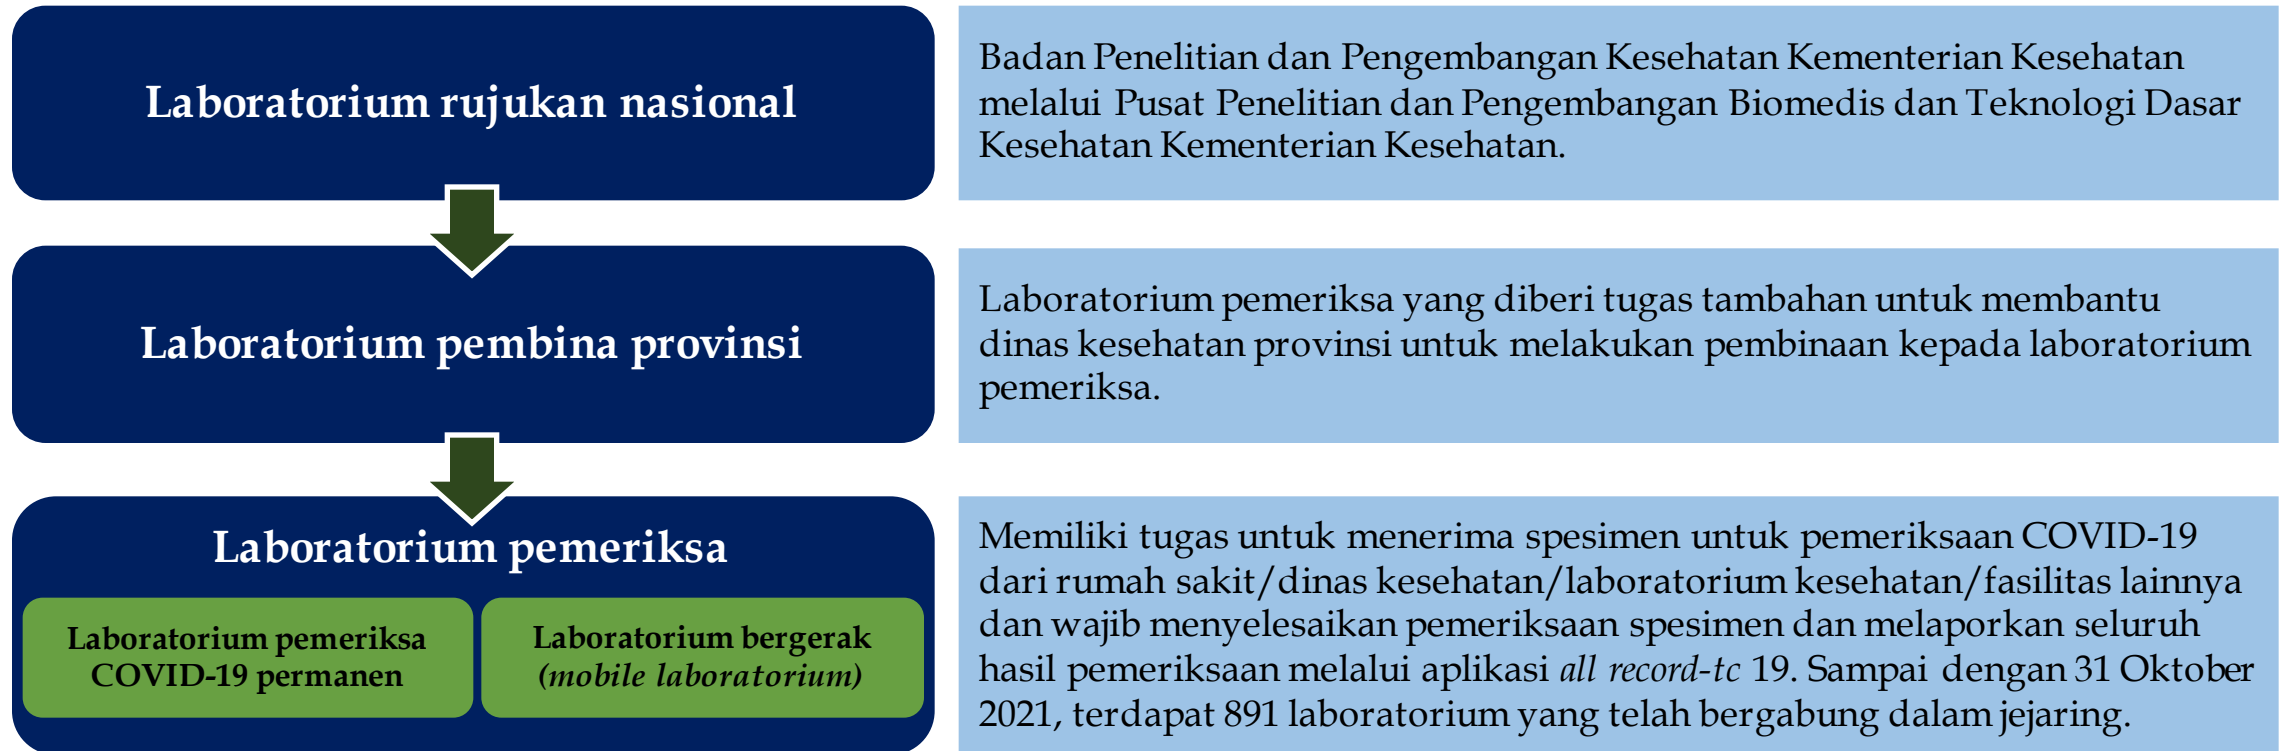 Laboratorium rujukan nasional
Badan Penelitian dan Pengembangan Kesehatan Kementerian Kesehatan
melalui Pusat Penelitian dan Pengembangan Biomedis dan Teknologi Dasar
Kesehatan Kementerian Kesehatan.
Laboratorium pembina provinsi
Laboratorium pemeriksa yang diberi tugas tambahan untuk membantu
dinas kesehatan provinsi untuk melakukan pembinaan kepada laboratorium
pemeriksa.
Laboratorium pemeriksa
Laboratorium pemeriksa
COVID-19 permanen
Laboratorium bergerak
(mobile laboratorium)
Memiliki tugas untuk menerima spesimen untuk pemeriksaan COVID-19
dari rumah sakit/dinas kesehatan/laboratorium kesehatan/fasilitas lainnya
dan wajib menyelesaikan pemeriksaan spesimen dan melaporkan seluruh
hasil pemeriksaan melalui aplikasi all record-tc 19. Sampai dengan 31 Oktober
2021, terdapat 891 laboratorium yang telah bergabung dalam jejaring.